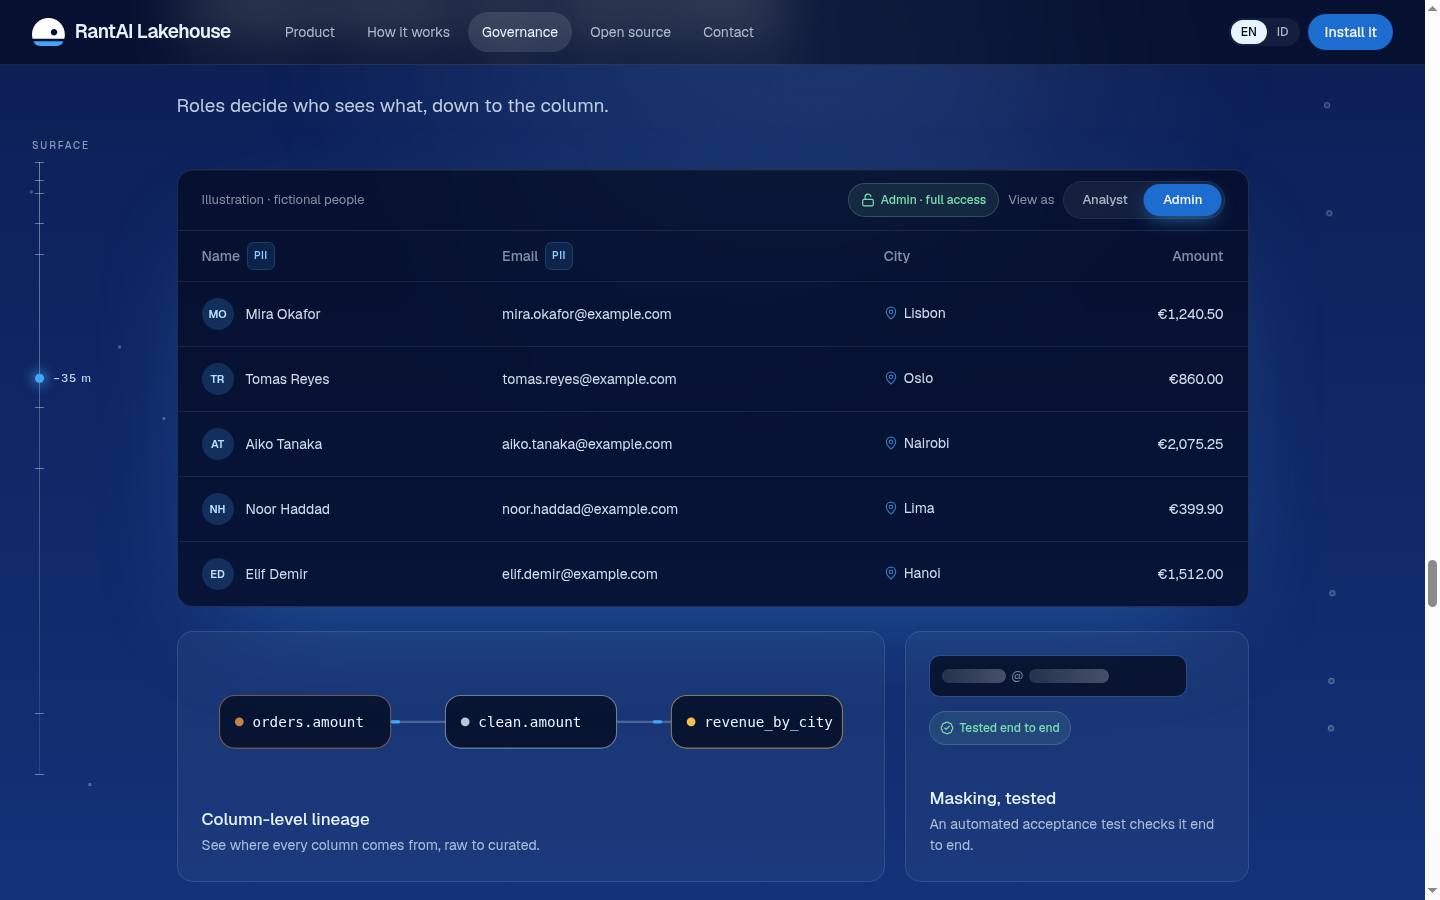 RantAI Lakehouse
Product
How it works
Governance
Open source
Contact
EN
ID
Install it
Roles decide who sees what, down to the column.
SURFACE
−35 m
Illustration · fictional people
Admin · full access
View as
Analyst
Admin
Name PII
Email PII
City
Amount
MO Mira Okafor mira.okafor@example.com Lisbon €1,240.50
TR Tomas Reyes tomas.reyes@example.com Oslo €860.00
AT Aiko Tanaka aiko.tanaka@example.com Nairobi €2,075.25
NH Noor Haddad noor.haddad@example.com Lima €399.90
ED Elif Demir elif.demir@example.com Hanoi €1,512.00
orders.amount
clean.amount
revenue_by_city
Column-level lineage
See where every column comes from, raw to curated.
@
Tested end to end
Masking, tested
An automated acceptance test checks it end
to end.